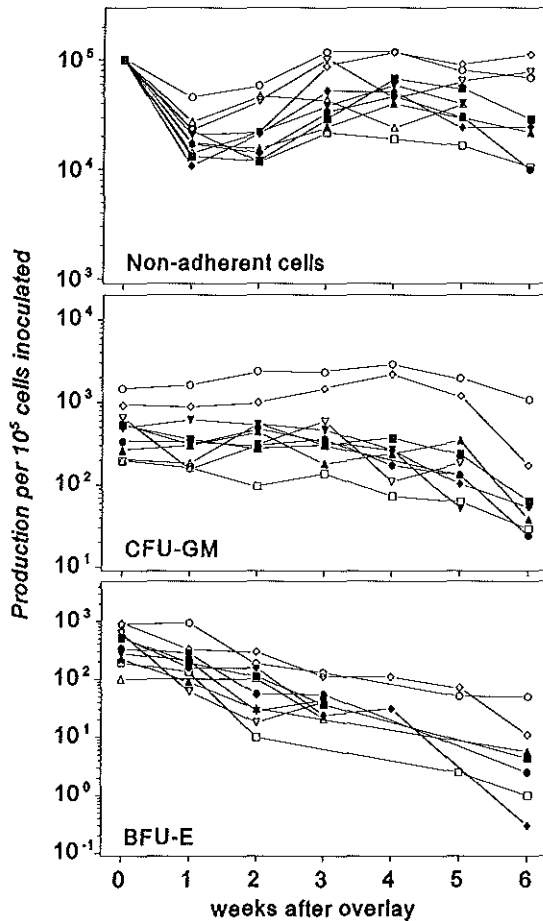 Production per 10⁵ cells inoculated
10⁵
10⁴
10³
Non-adherent cells
10⁴
10³
10²
10¹
CFU-GM
10³
10²
10¹
10⁰
10⁻¹
BFU-E
0 1 2 3 4 5 6
weeks after overlay